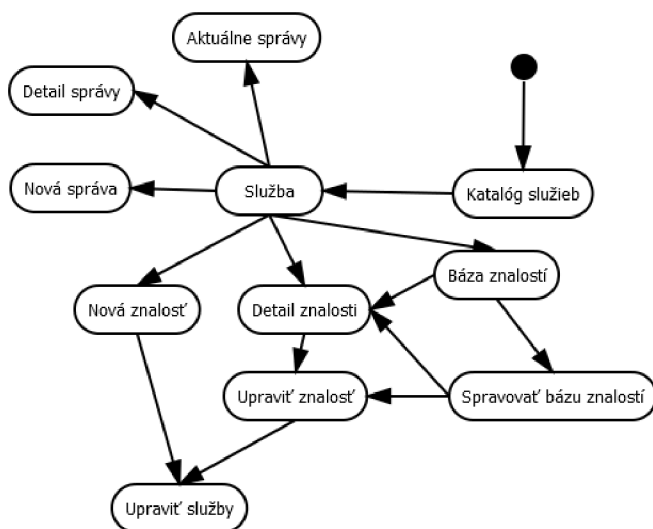 Aktuálne správy
Detail správy
Nová správa
Služba
Katalóg služieb
Báza znalostí
Nová znalosť
Detail znalosti
Upraviť znalosť
Spravovať bázu znalostí
Upraviť služby